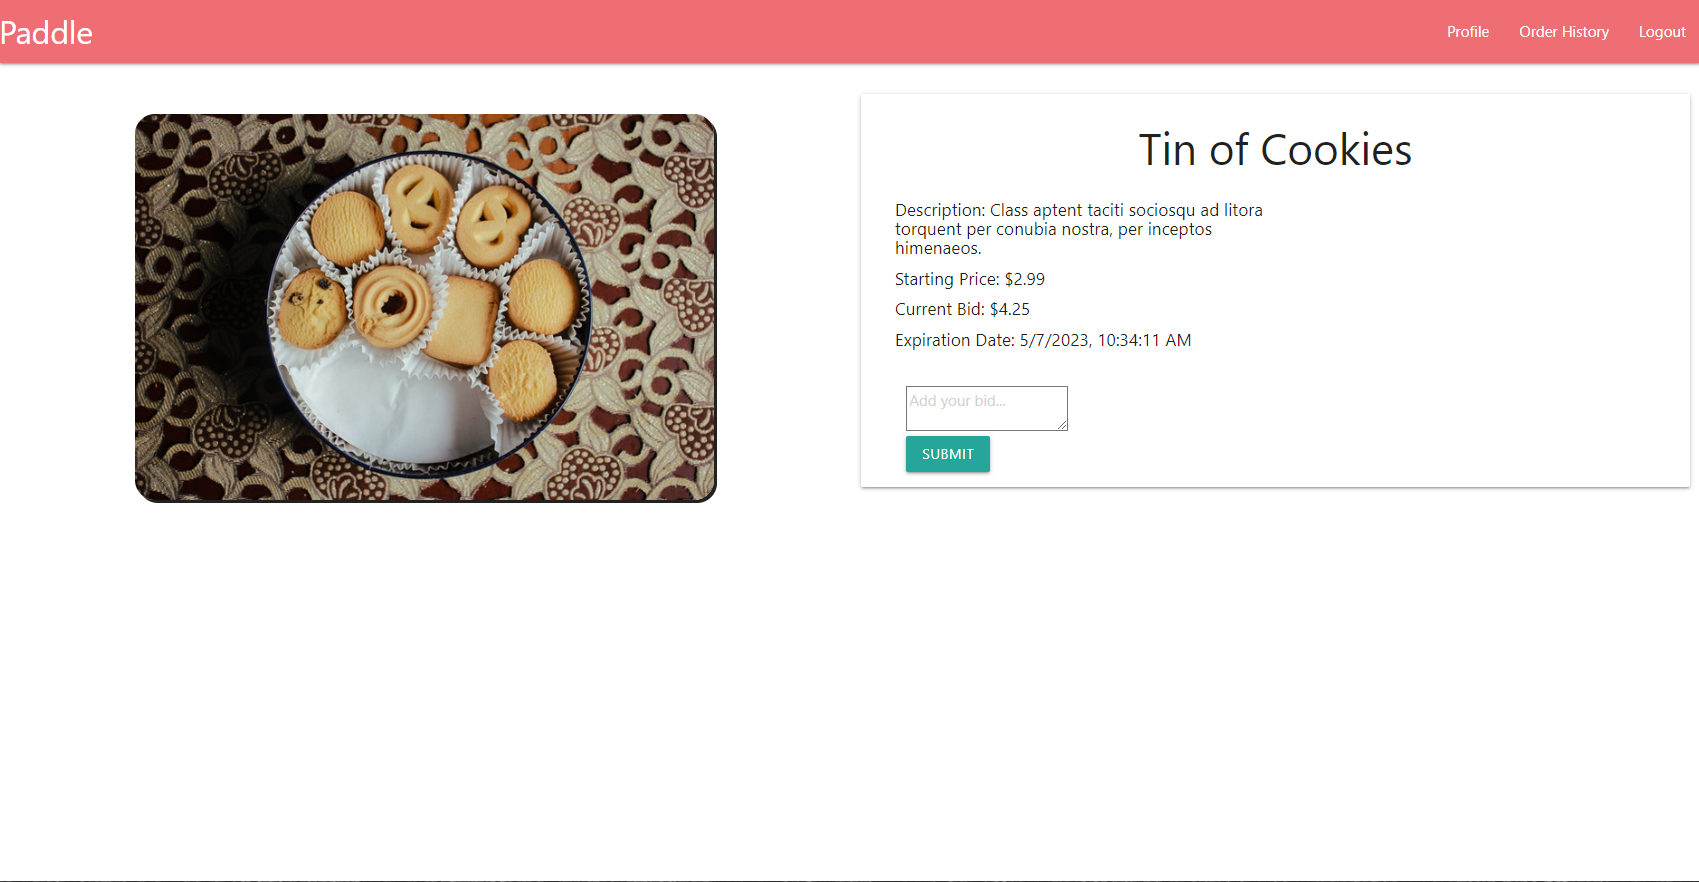 Paddle
Profile
Order History
Logout
Tin of Cookies
Description: Class aptent taciti sociosqu ad litora
torquent per conubia nostra, per inceptos
himenaeos.
Starting Price: $2.99
Current Bid: $4.25
Expiration Date: 5/7/2023, 10:34:11 AM
Add your bid...
SUBMIT